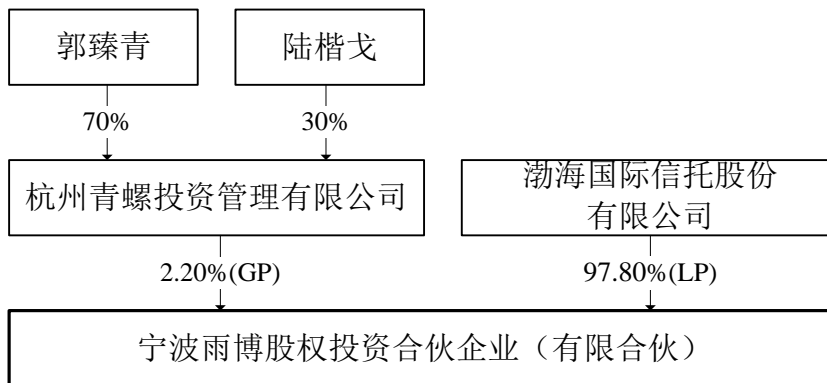 郭臻青
陆楷戈
70%
30%
杭州青螺投资管理有限公司
渤海国际信托股份
有限公司
2.20%(GP)
97.80%(LP)
宁波雨博股权投资合伙企业（有限合伙）